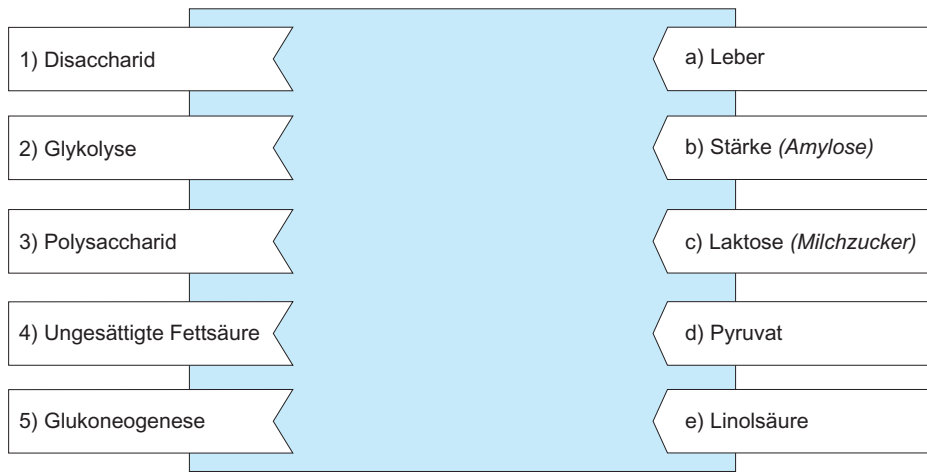 1) Disaccharid
a) Leber
2) Glykolyse
b) Stärke (Amylose)
3) Polysaccharid
c) Laktose (Milchzucker)
4) Ungesättigte Fettsäure
d) Pyruvat
5) Glukoneogenese
e) Linolsäure